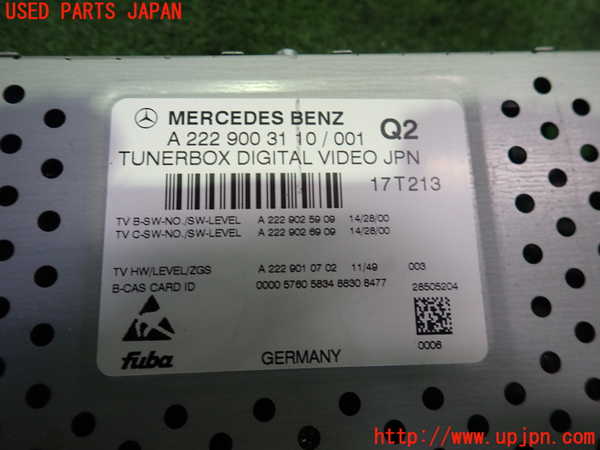 USED PARTS JAPAN
MERCEDES BENZ
A 222 900 31 10 / 001 Q2
TUNERBOX DIGITAL VIDEO JPN
17T213
TV B-SW-NO./SW-LEVEL A 222 902 59 09 14/28/00
TV C-SW-NO./SW-LEVEL A 222 902 69 09 14/28/00
TV HW/LEVEL/ZGS A 222 901 07 02 11/49 003
B-CAS CARD ID 0000 5760 5834 8830 8477 28505204
0006
fuba GERMANY
UPJ PARTS SHOP
http://www.upjpn.com/